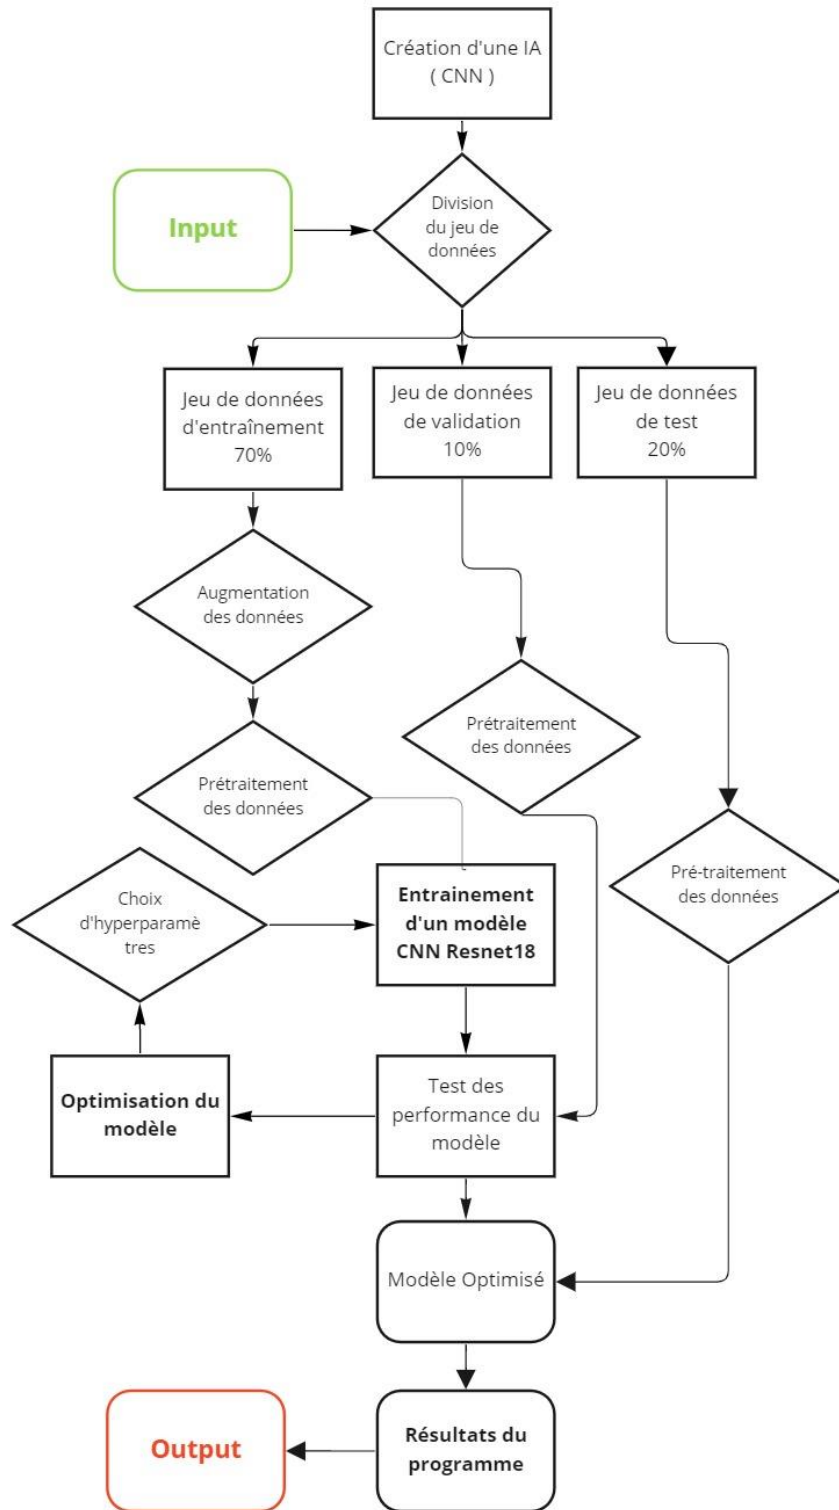 Création d'une IA
( CNN )
Input
Division
du jeu de
données
Jeu de données
d'entraînement
70%
Jeu de données
de validation
10%
Jeu de données
de test
20%
Augmentation
des données
Prétraitement
des données
Prétraitement
des données
Pré-traitement
des données
Choix
d'hyperparamè
tres
Entrainement
d'un modèle
CNN Resnet18
Optimisation du
modèle
Test des
performance du
modèle
Modèle Optimisé
Output
Résultats du
programme